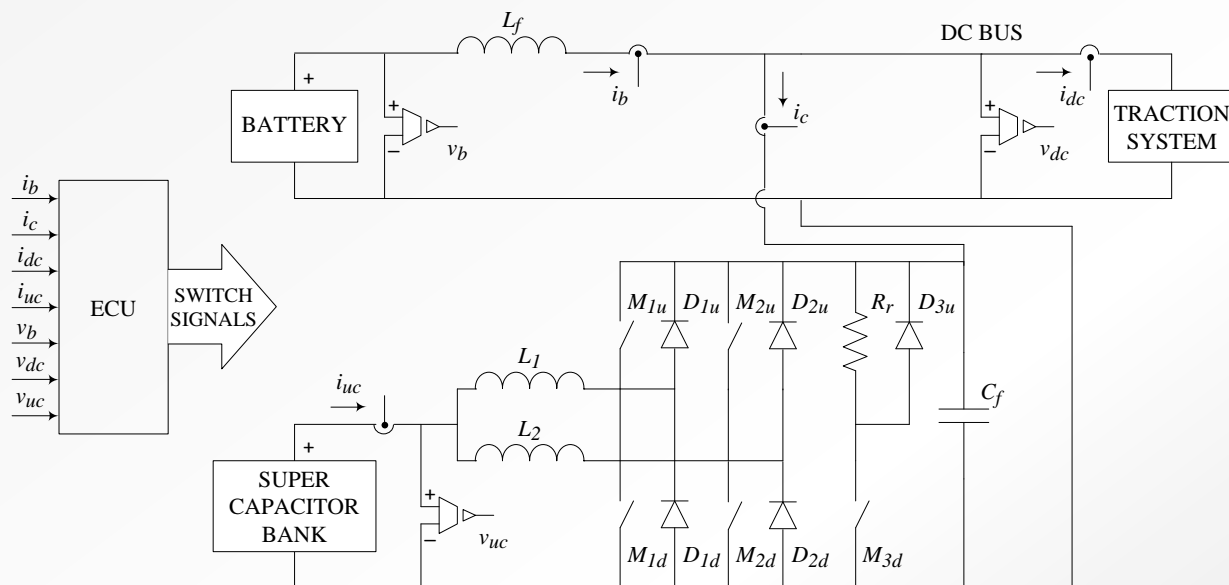 L_f
DC BUS
+
BATTERY
+
−
v_b
i_b
i_c
+
−
v_dc
i_dc
TRACTION
SYSTEM
i_b
i_c
i_dc
i_uc
v_b
v_dc
v_uc
ECU
SWITCH
SIGNALS
M_1u
D_1u
M_2u
D_2u
R_r
D_3u
L_1
L_2
i_uc
C_f
+
SUPER
CAPACITOR
BANK
+
−
v_uc
M_1d
D_1d
M_2d
D_2d
M_3d